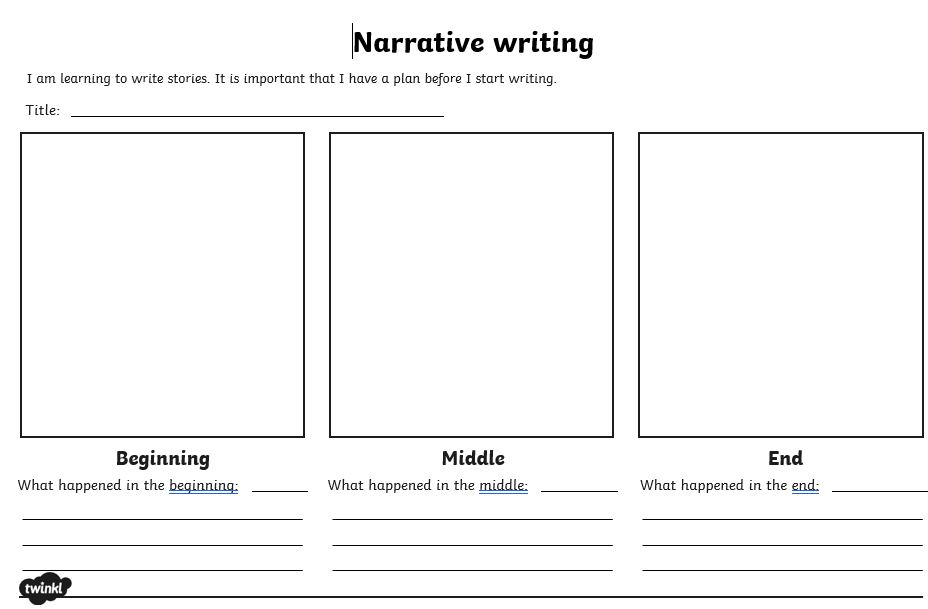 Narrative writing
I am learning to write stories. It is important that I have a plan before I start writing.
Title:
Beginning
What happened in the beginning:
Middle
What happened in the middle:
End
What happened in the end:
twinkl